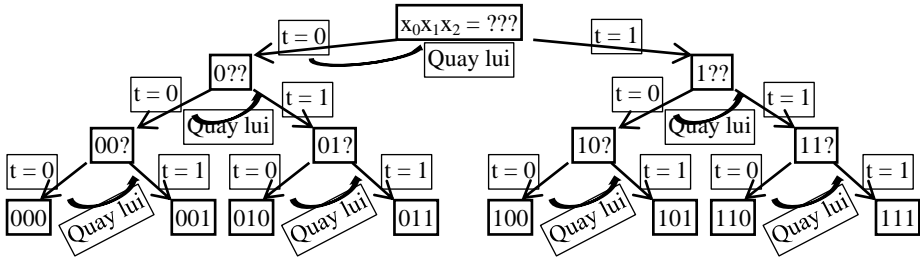 x₀x₁x₂ = ???
t = 0
t = 1
Quay lui
0??
1??
t = 0
t = 1
t = 0
t = 1
Quay lui
Quay lui
00?
01?
10?
11?
t = 0
t = 1
t = 0
t = 1
t = 0
t = 1
t = 0
t = 1
000
Quay lui
001
010
Quay lui
011
100
Quay lui
101
110
Quay lui
111